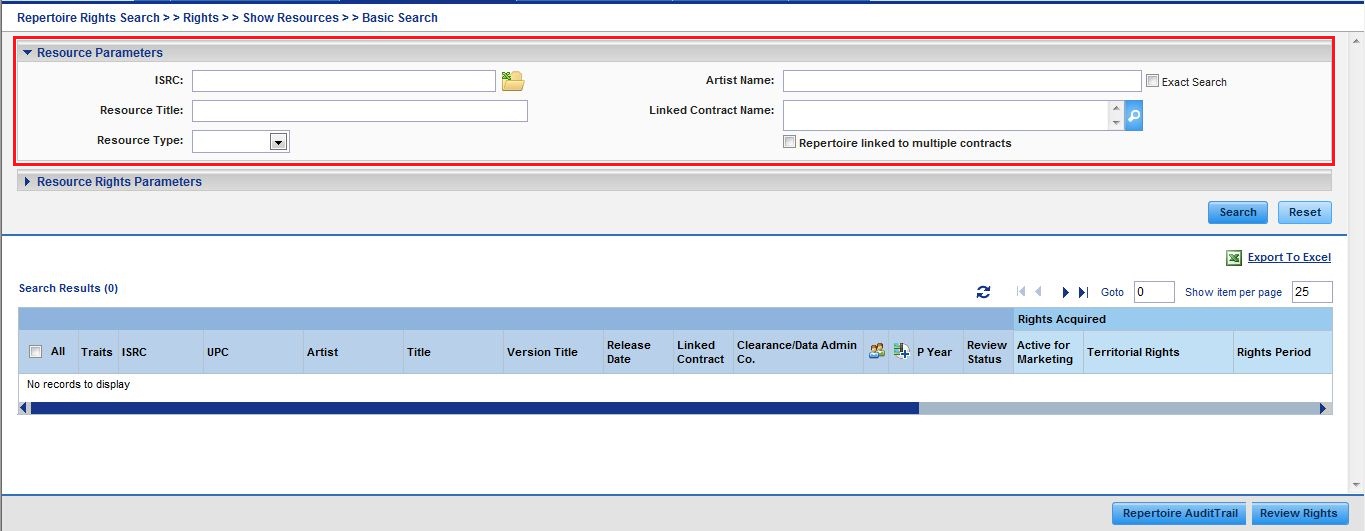 Repertoire Rights Search > > Rights > > Show Resources > > Basic Search
Resource Parameters
ISRC:
Artist Name:
Exact Search
Resource Title:
Linked Contract Name:
Resource Type:
Repertoire linked to multiple contracts
Resource Rights Parameters
Search
Reset
Export To Excel
Search Results (0)
Goto 0 Show item per page 25
Rights Acquired
All Traits ISRC UPC Artist Title Version Title Release Date Linked Contract Clearance/Data Admin Co. P Year Review Status Active for Marketing Territorial Rights Rights Period
No records to display
Repertoire AuditTrail
Review Rights